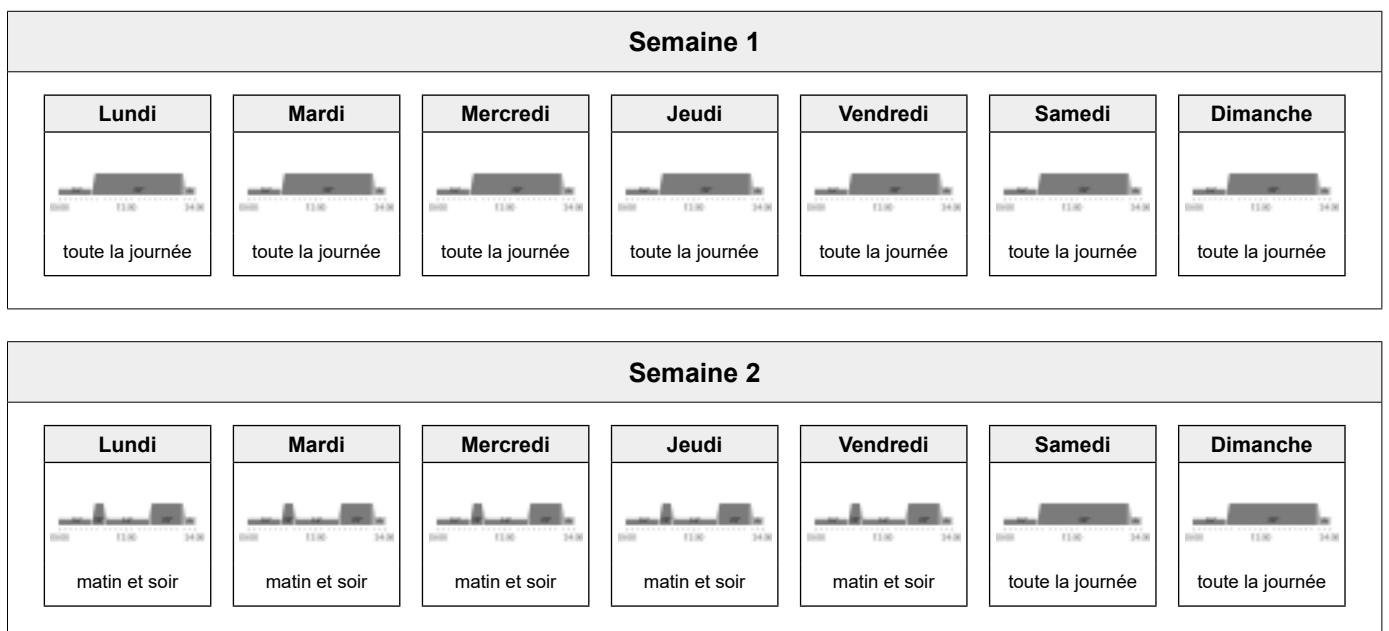 Semaine 1
Lundi Mardi Mercredi Jeudi Vendredi Samedi Dimanche
toute la journée toute la journée toute la journée toute la journée toute la journée toute la journée toute la journée
Semaine 2
Lundi Mardi Mercredi Jeudi Vendredi Samedi Dimanche
matin et soir matin et soir matin et soir matin et soir matin et soir toute la journée toute la journée